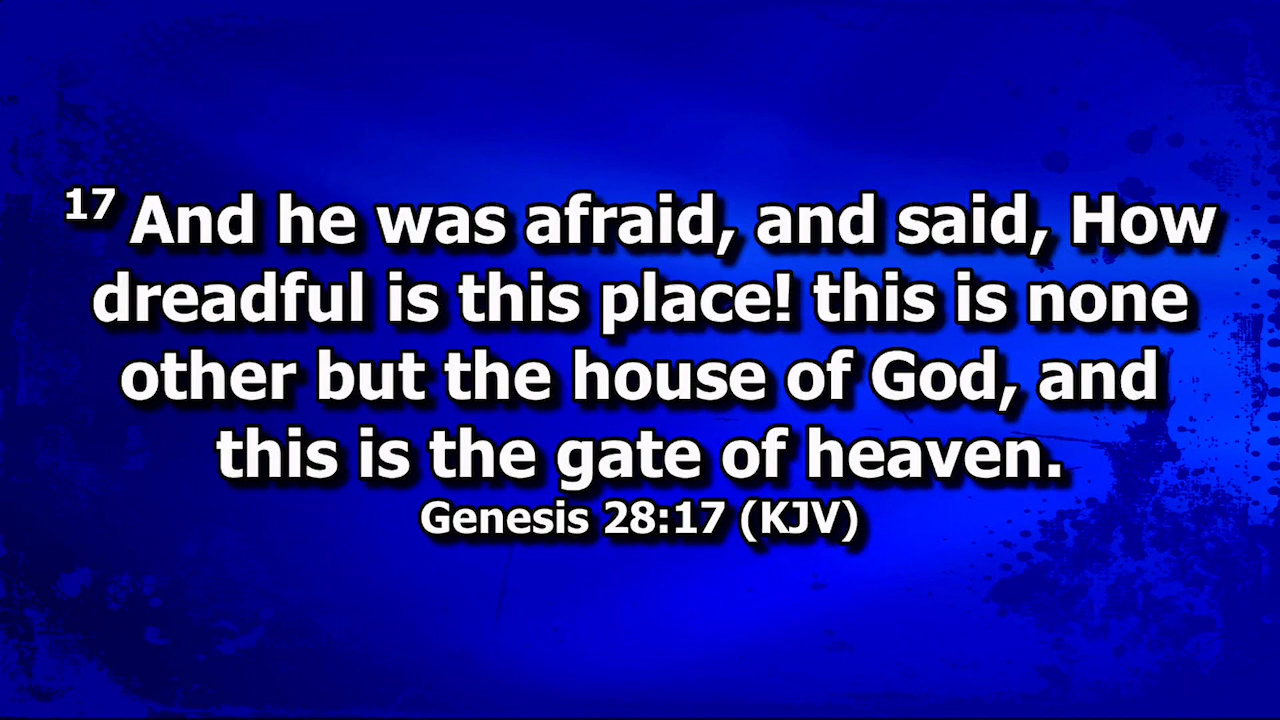 17 And he was afraid, and said, How
dreadful is this place! this is none
other but the house of God, and
this is the gate of heaven.
Genesis 28:17 (KJV)